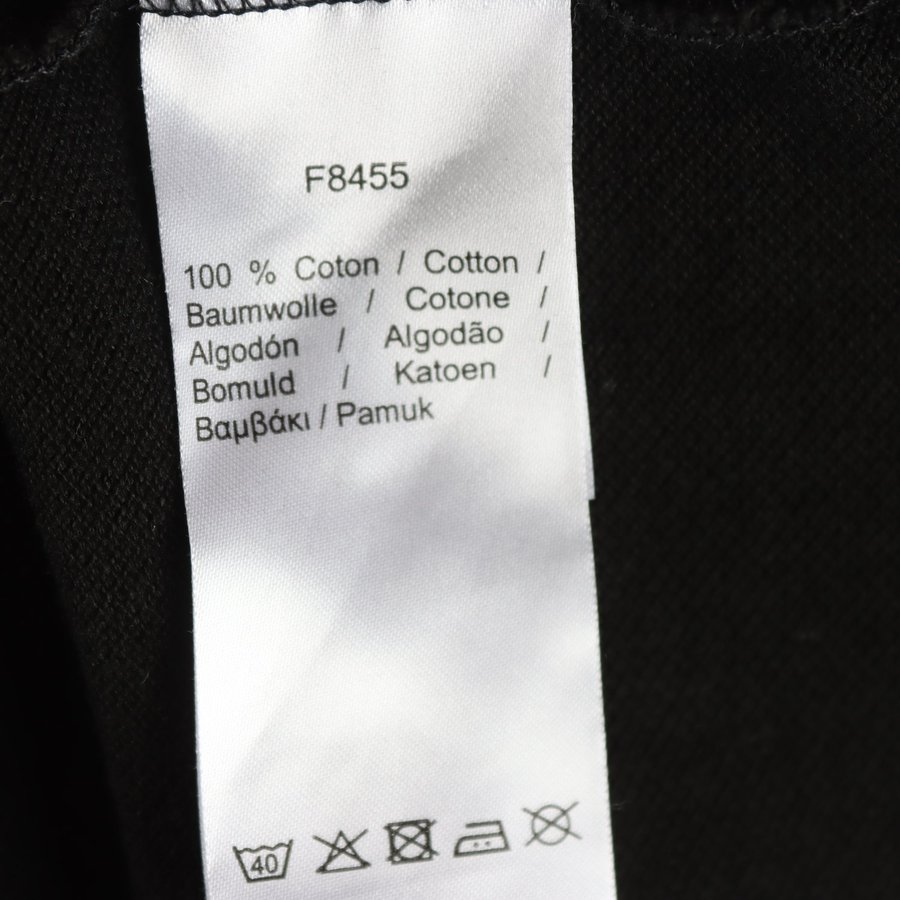 F8455
100 % Coton / Cotton /
Baumwolle / Cotone /
Algodón / Algodão /
Bomuld / Katoen /
Βαμβάκι / Pamuk
40